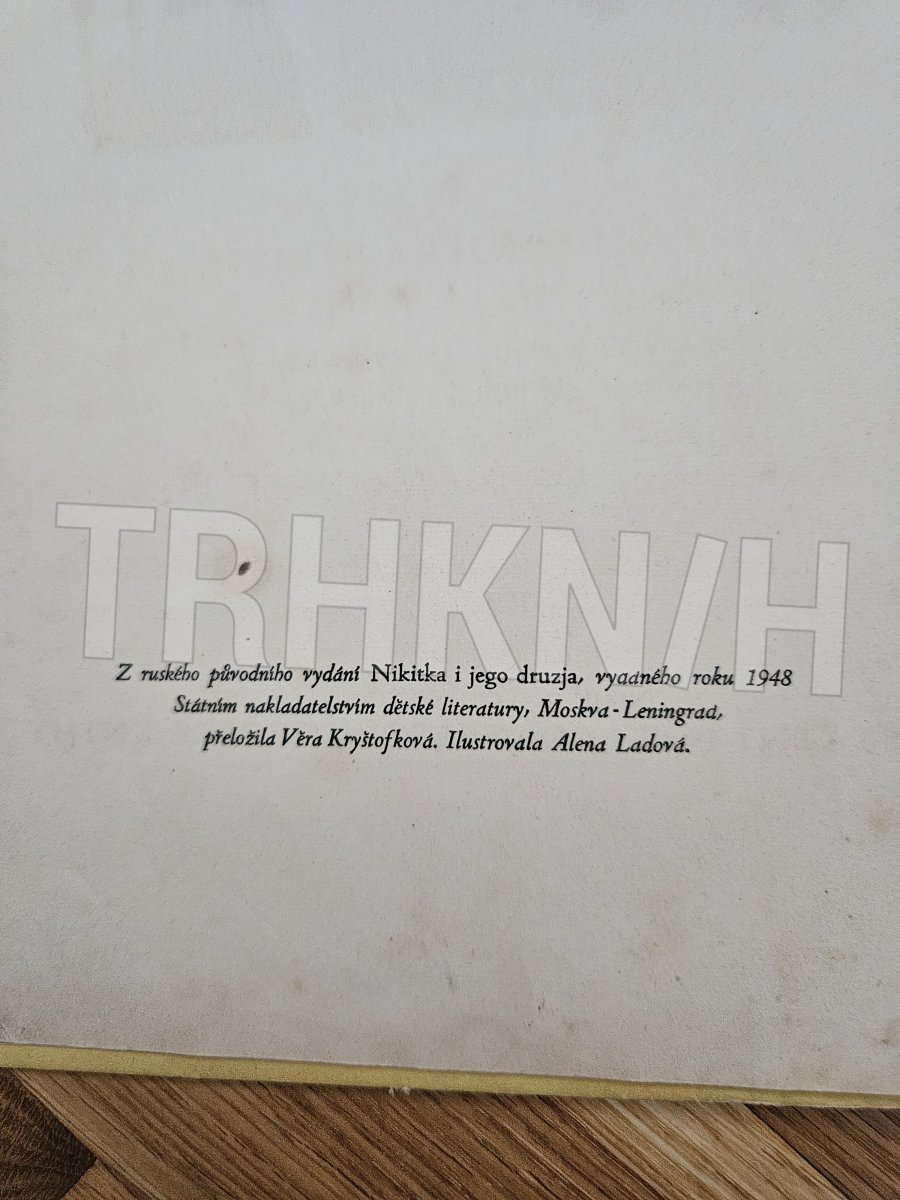 TRHKN/H
Z ruského původního vydání Nikitka i jego druzja, vydaného roku 1948
Státním nakladatelstvím dětské literatury, Moskva-Leningrad,
přeložila Věra Kryštofková. Ilustrovala Alena Ladová.